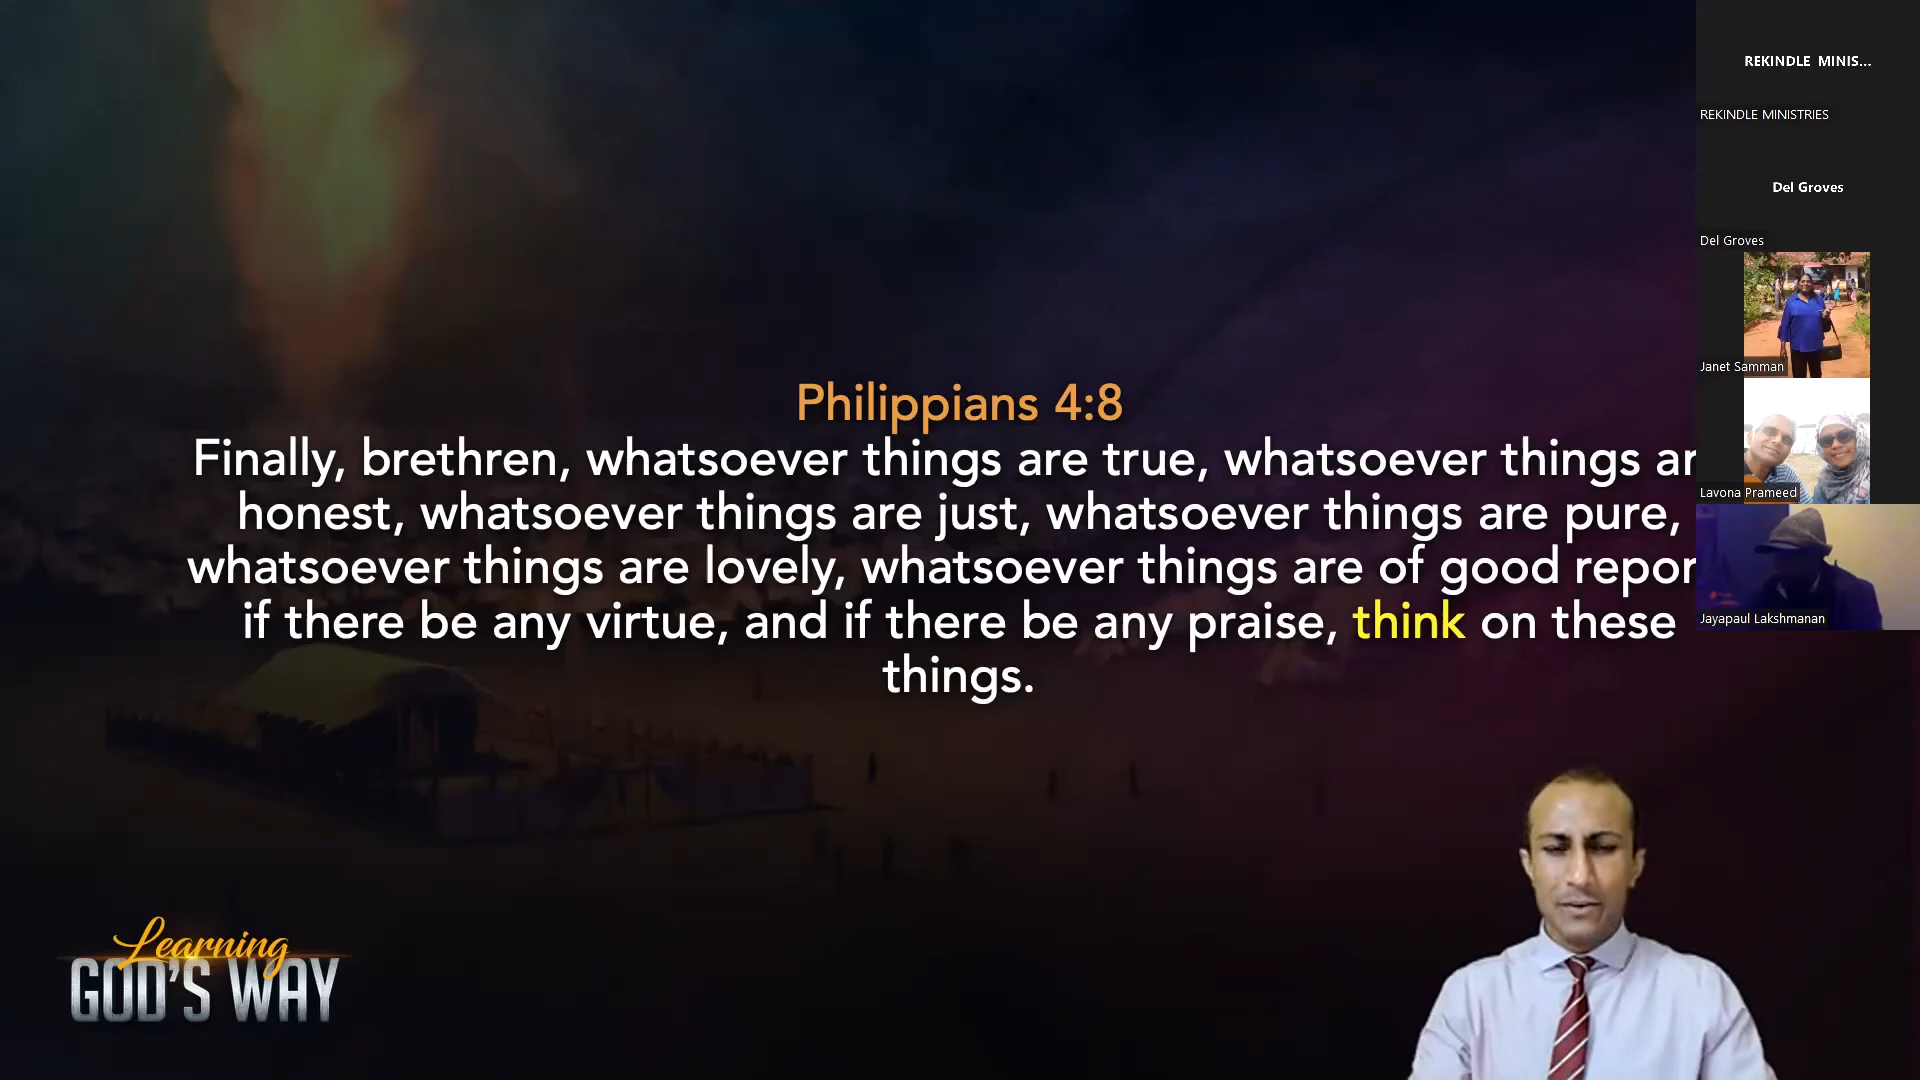 Philippians 4:8
Finally, brethren, whatsoever things are true, whatsoever things ar
honest, whatsoever things are just, whatsoever things are pure,
whatsoever things are lovely, whatsoever things are of good repor
if there be any virtue, and if there be any praise, think on these
things.
Learning
GOD'S WAY
REKINDLE MINIS...
REKINDLE MINISTRIES
Del Groves
Del Groves
Janet Samman
Lavona Prameed
Jayapaul Lakshmanan